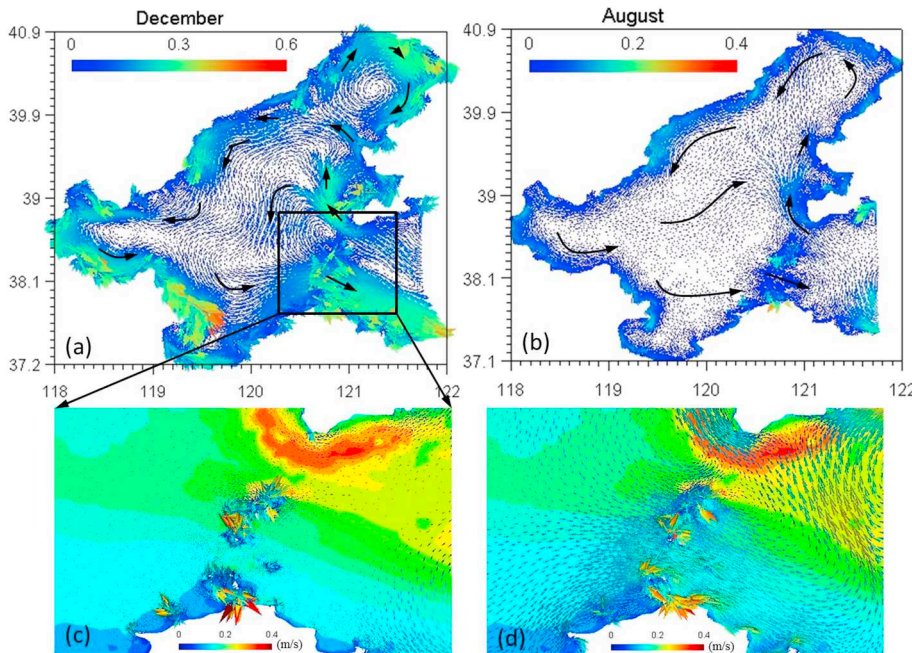 December
0 0.3 0.6
40.9
39.9
39
38.1
37.2
(a)
118 119 120 121 122
August
0 0.2 0.4
40.9
39.9
39
38.1
37.1
(b)
118 119 120 121 122
(c)
0 0.2 0.4 (m/s)
(d)
0 0.2 0.4 (m/s)